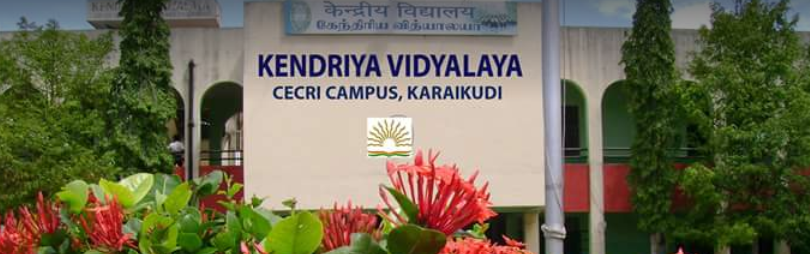 केन्द्रीय विद्यालय
கேந்திரிய வித்யாலயா
KENDRIYA VIDYALAYA
CECRI CAMPUS, KARAIKUDI